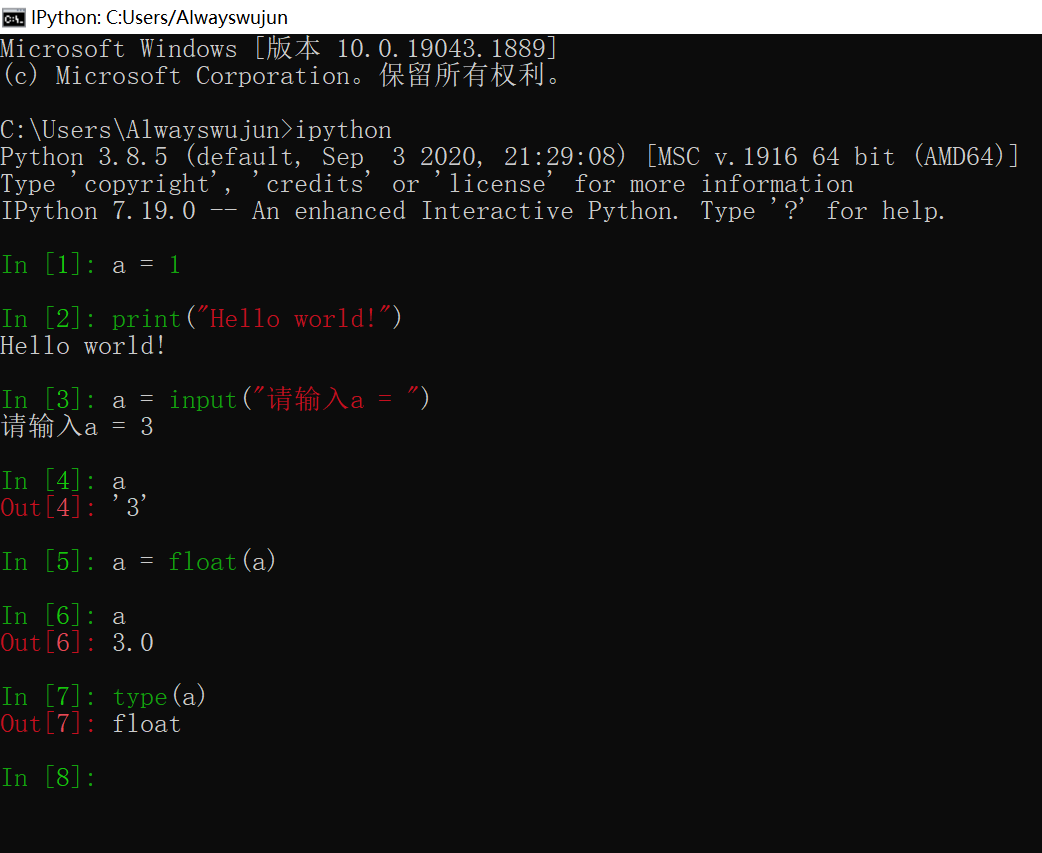 IPython: C:Users/Alwayswujun
Microsoft Windows [版本 10.0.19043.1889]
(c) Microsoft Corporation。保留所有权利。
C:\Users\Alwayswujun>ipython
Python 3.8.5 (default, Sep  3 2020, 21:29:08) [MSC v.1916 64 bit (AMD64)]
Type 'copyright', 'credits' or 'license' for more information
IPython 7.19.0 -- An enhanced Interactive Python. Type '?' for help.
In [1]: a = 1
In [2]: print("Hello world!")
Hello world!
In [3]: a = input("请输入a = ")
请输入a = 3
In [4]: a
Out[4]: '3'
In [5]: a = float(a)
In [6]: a
Out[6]: 3.0
In [7]: type(a)
Out[7]: float
In [8]: